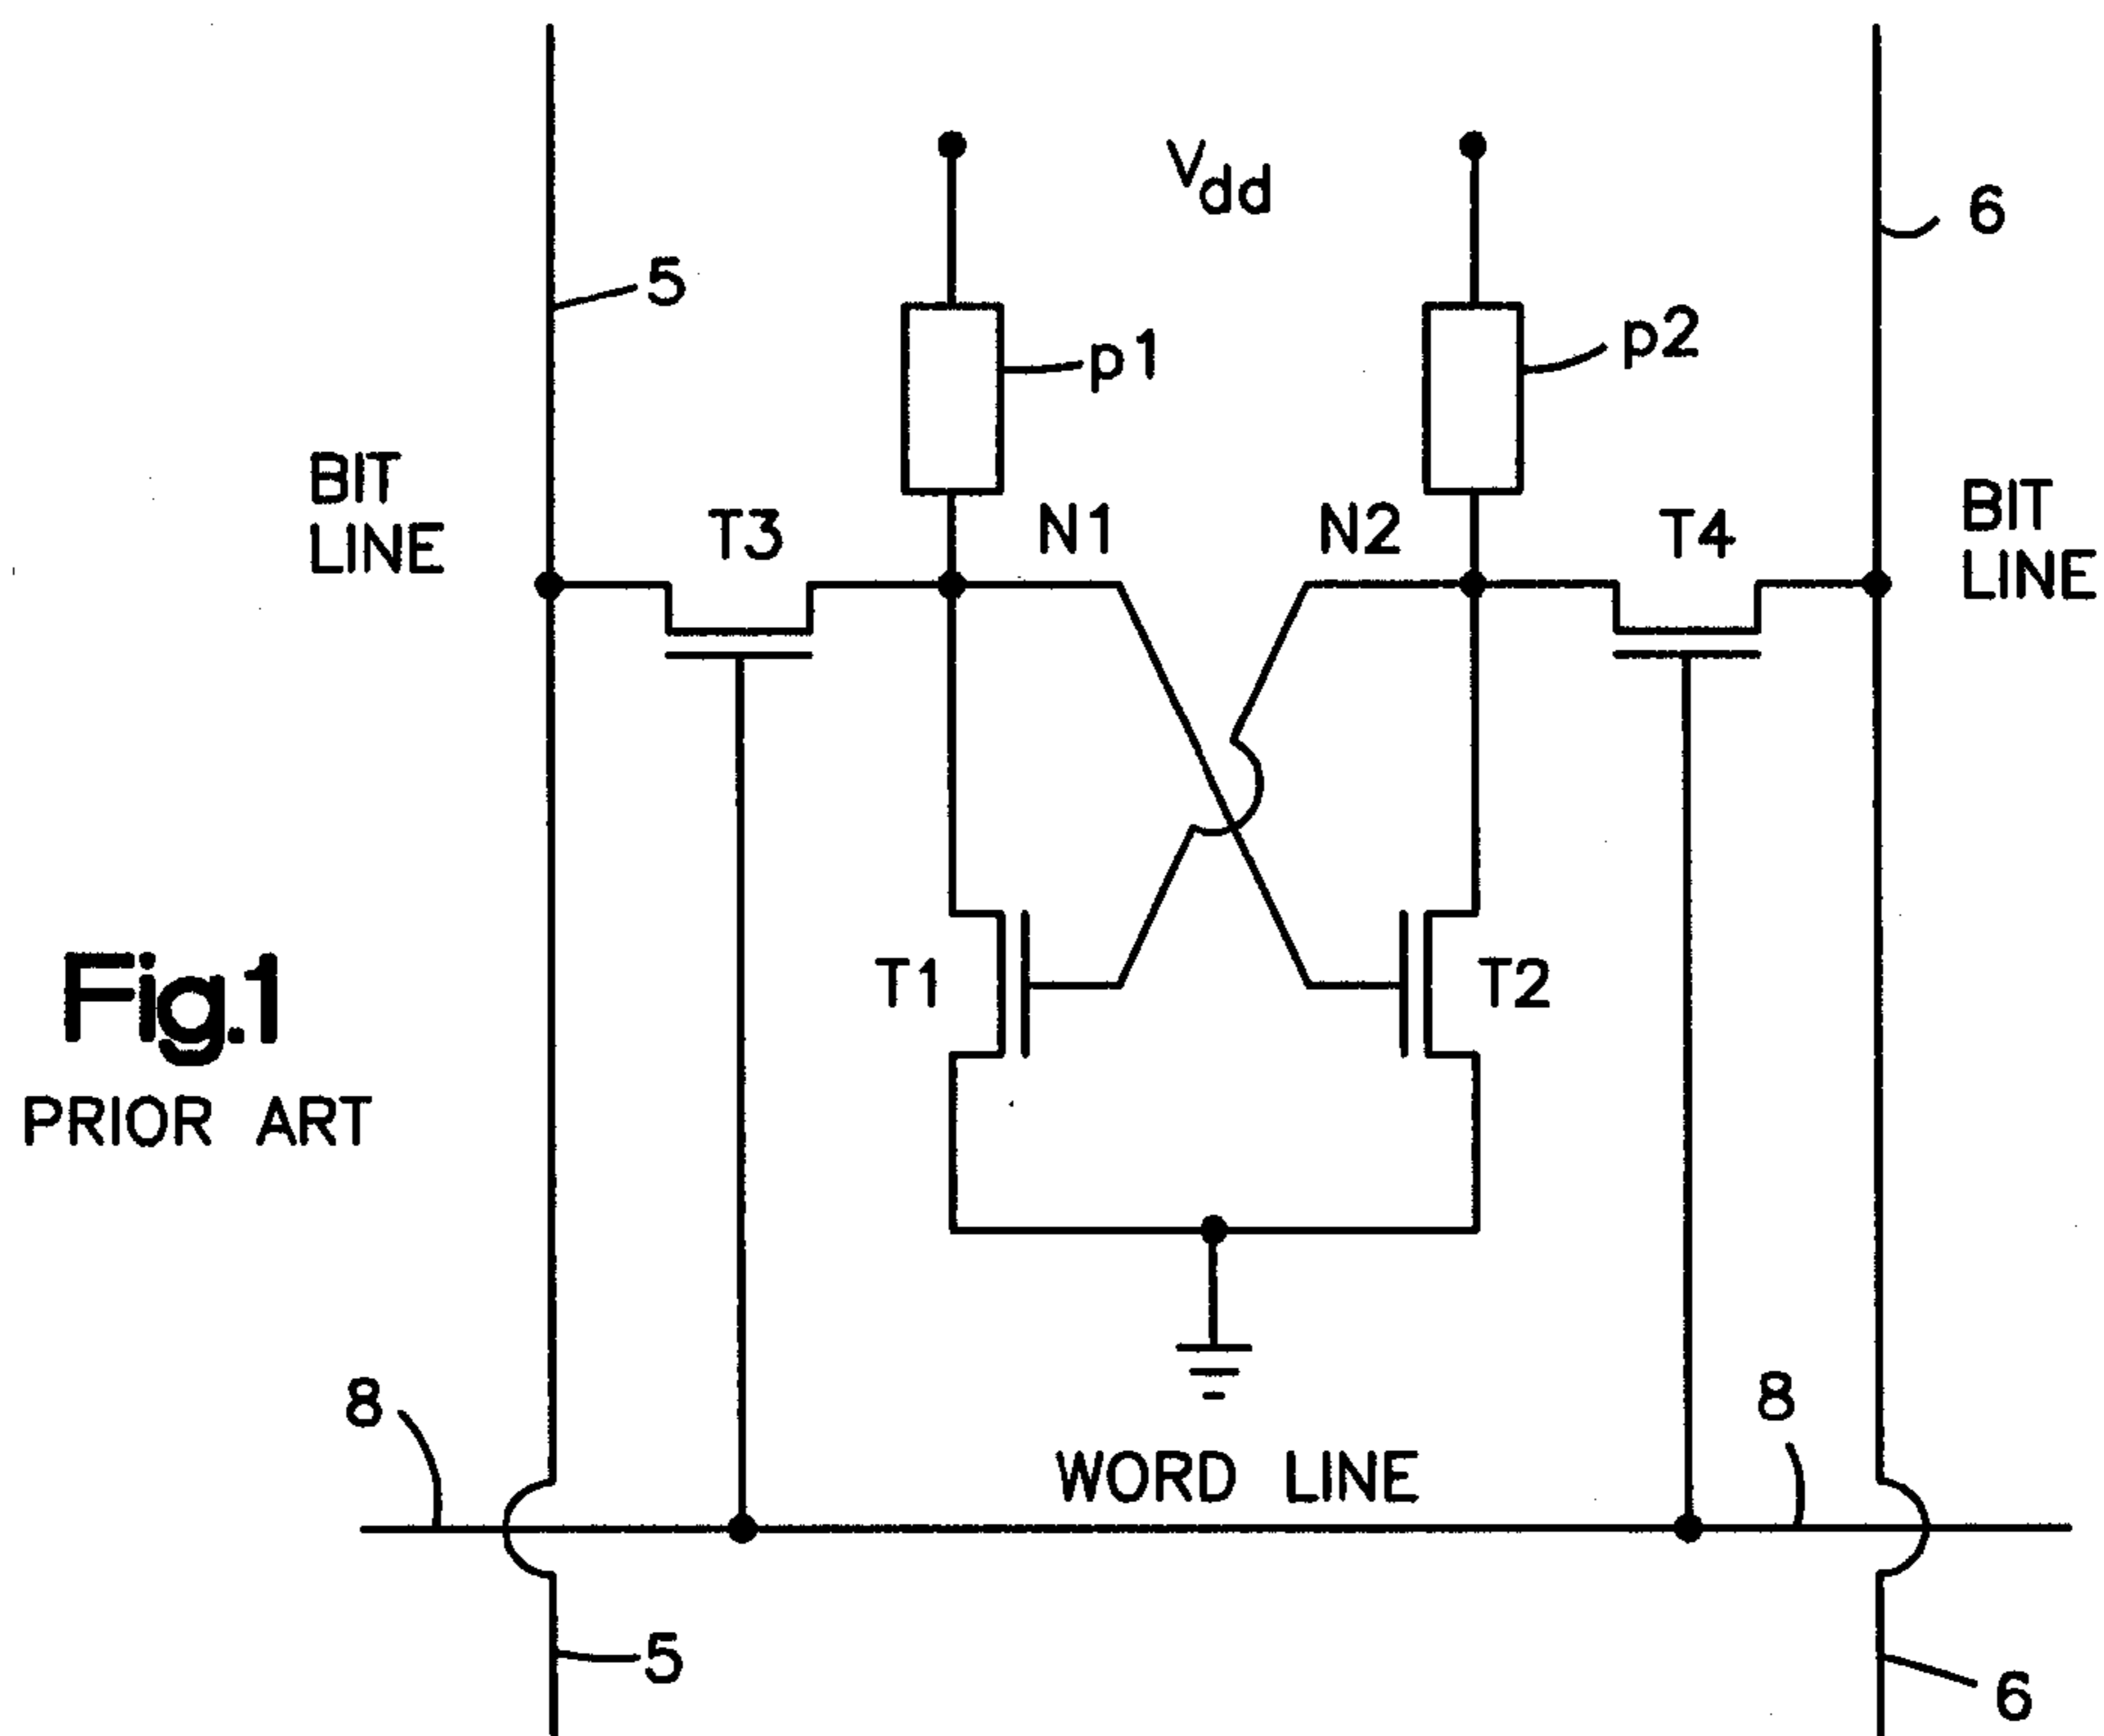 Vdd
6
5
p1
p2
BIT
LINE
T3
N1
N2
T4
BIT
LINE
T1
T2
Fig.1
PRIOR ART
8
8
WORD LINE
5
6